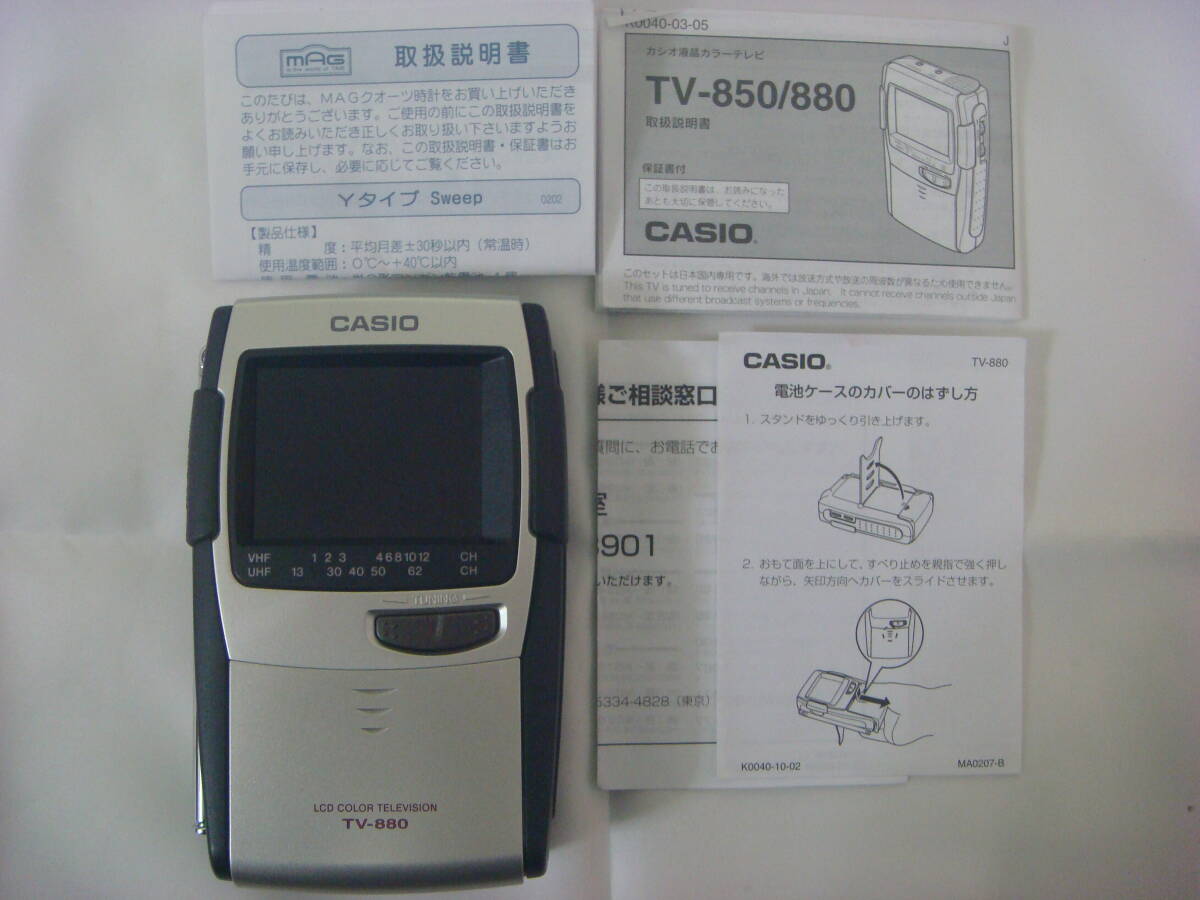 MAG
取扱説明書
このたびは、MAGクオーツ時計をお買い上げいただき
ありがとうございます。ご使用の前にこの取扱説明書を
よくお読みいただき正しくお取り扱い下さいますようお
願い申し上げます。なお、この取扱説明書・保証書はお
手元に保存し、必要に応じてご覧ください。
Yタイプ Sweep 0202
【製品仕様】
精 度：平均月差±30秒以内（常温時）
使用温度範囲：0℃～+40℃以内
K0040-03-05
J
カシオ液晶カラーテレビ
TV-850/880
取扱説明書
保証書付
この取扱説明書は、お読みになった
あとも大切に保管してください。
CASIO.
このセットは日本国内専用です。海外では放送方式や放送の周波数が異なるため使用できません。
This TV is tuned to receive channels in Japan. It cannot receive channels outside Japan
that use different broadcast systems or frequencies.
CASIO
VHF 1 2 3 4 6 8 10 12 CH
UHF 13 30 40 50 62 CH
TUNING
LCD COLOR TELEVISION
TV-880
様ご相談窓口
質問に、お電話でお
室
901
いただけます。
5334-4828（東京）
CASIO. TV-880
電池ケースのカバーのはずし方
1. スタンドをゆっくり引き上げます。
2. おもて面を上にして、すべり止めを親指で強く押し
ながら、矢印方向へカバーをスライドさせます。
K0040-10-02 MA0207-B